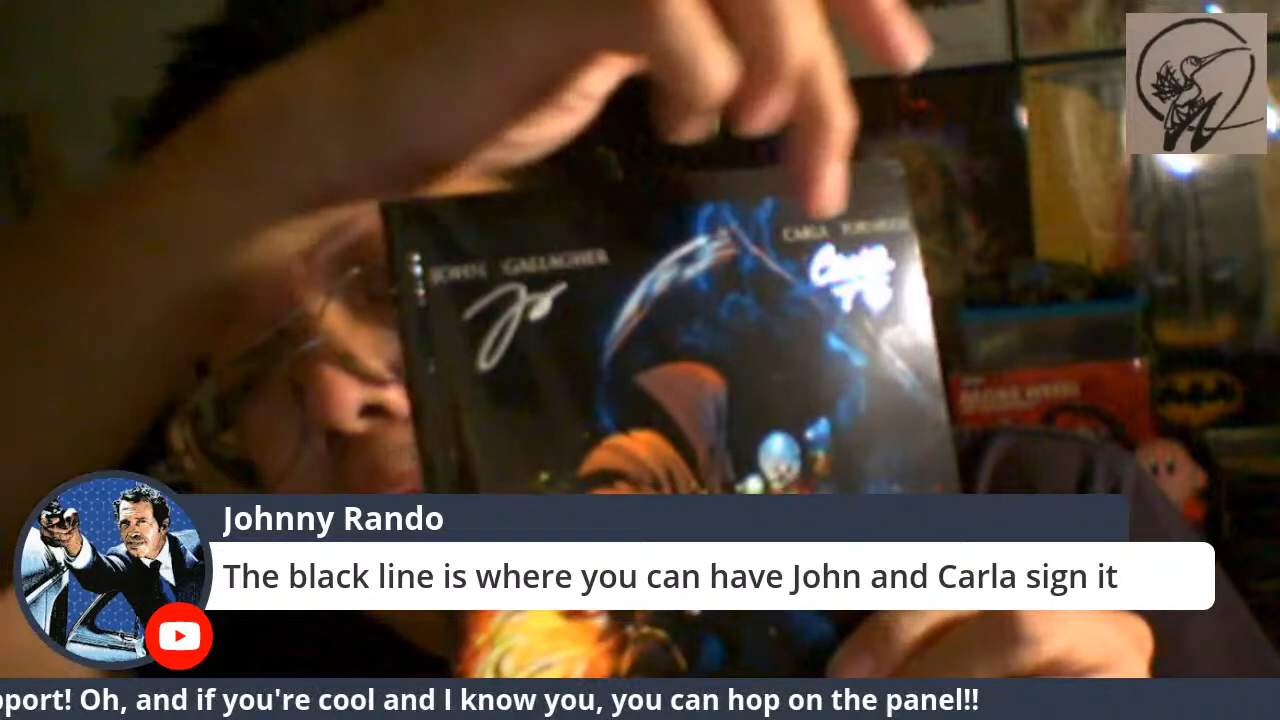 JOHN GALLAGHER
CARLA
Johnny Rando
The black line is where you can have John and Carla sign it
pport! Oh, and if you're cool and I know you, you can hop on the panel!!